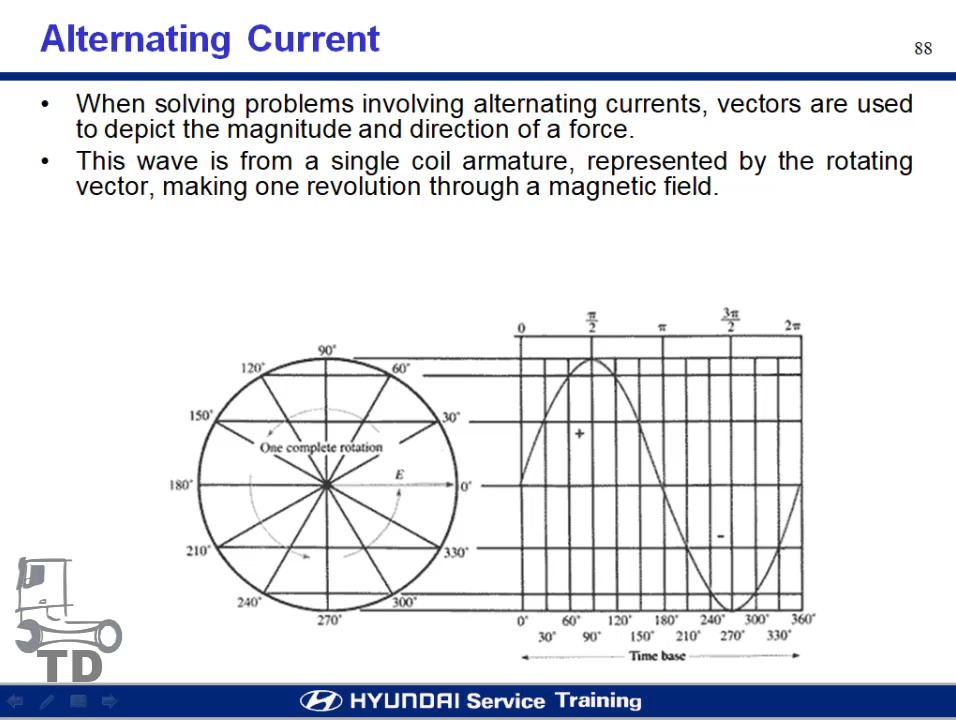 Alternating Current
88
• When solving problems involving alternating currents, vectors are used
to depict the magnitude and direction of a force.
• This wave is from a single coil armature, represented by the rotating
vector, making one revolution through a magnetic field.
0 π/2 π 3π/2 2π
90°
120° 60°
150° 30°
+
One complete rotation
E
180° 0°
-
210° 330°
240° 300°
270°
0° 60° 120° 180° 240° 300° 360°
30° 90° 150° 210° 270° 330°
Time base
TD
HYUNDAI Service Training